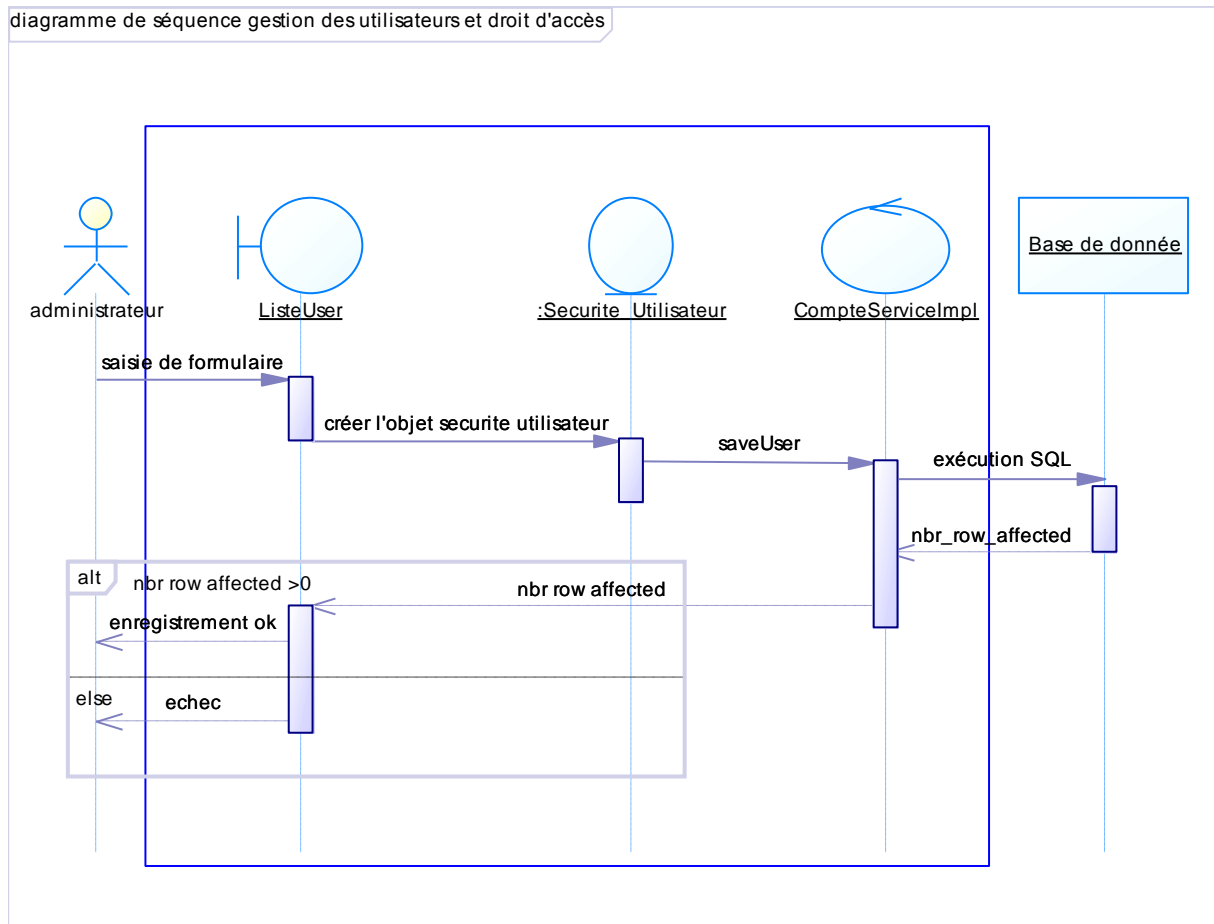 diagramme de séquence gestion des utilisateurs et droit d'accès
Base de donnée
administrateur
ListeUser
:Securite_Utilisateur
CompteServiceImpl
saisie de formulaire
créer l'objet securite utilisateur
saveUser
exécution SQL
nbr_row_affected
alt
nbr row affected >0
nbr row affected
enregistrement ok
else
echec